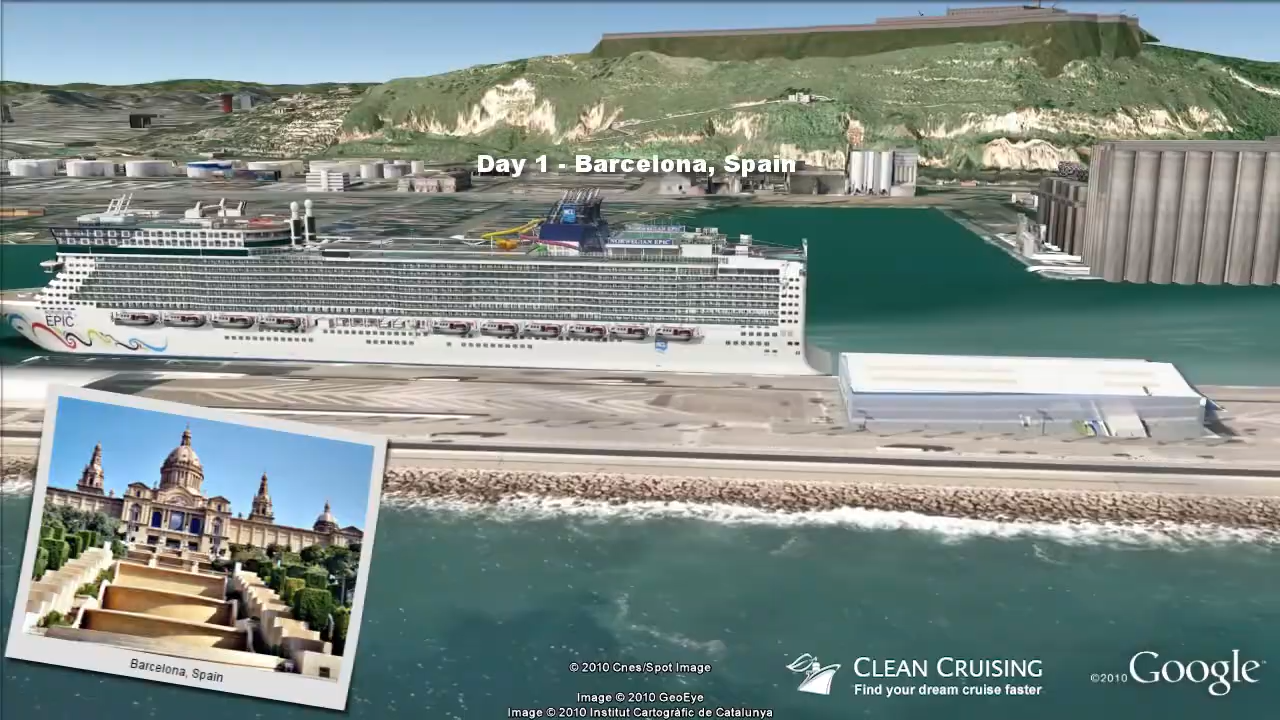 Day 1 - Barcelona, Spain
NORWEGIAN EPIC
EPIC
Barcelona, Spain
© 2010 Cnes/Spot Image
Image © 2010 GeoEye
Image © 2010 Institut Cartogràfic de Catalunya
CLEAN CRUISING
Find your dream cruise faster
©2010 Google